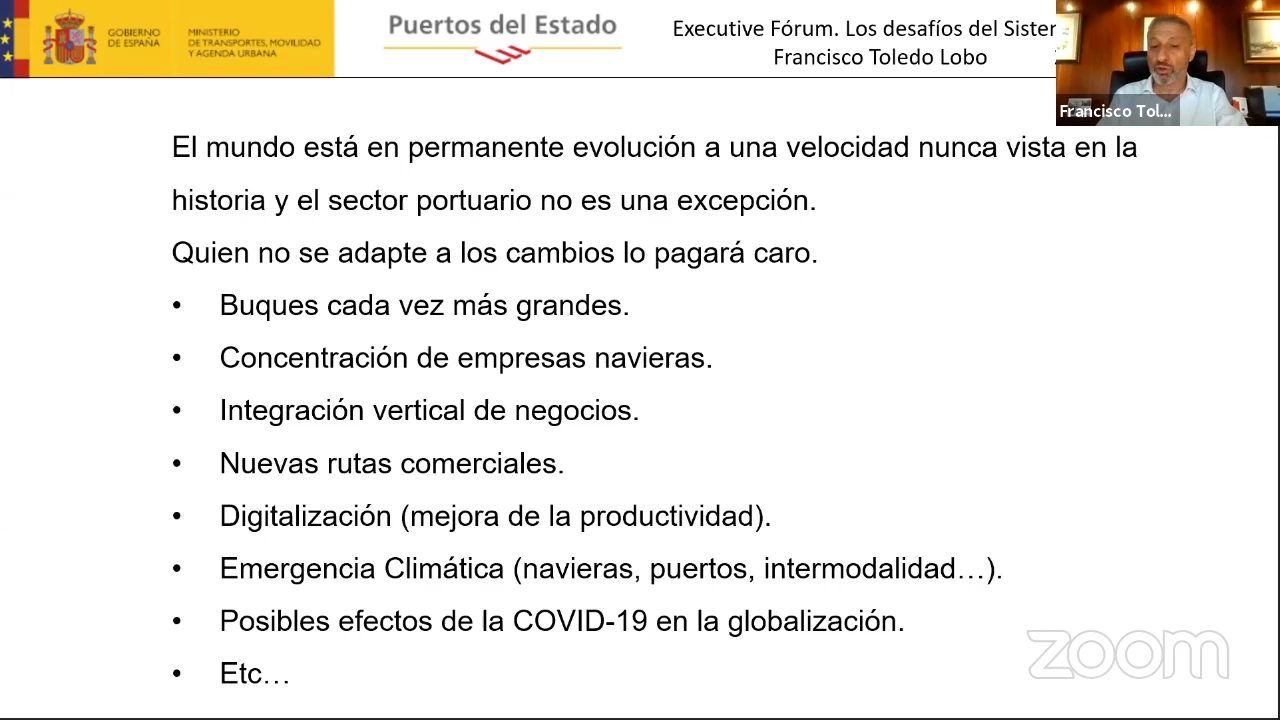 GOBIERNO
DE ESPAÑA
MINISTERIO
DE TRANSPORTES, MOVILIDAD
Y AGENDA URBANA
Puertos del Estado
Executive Fórum. Los desafíos del Sister
Francisco Toledo Lobo
Francisco Tol...
El mundo está en permanente evolución a una velocidad nunca vista en la
historia y el sector portuario no es una excepción.
Quien no se adapte a los cambios lo pagará caro.
• Buques cada vez más grandes.
• Concentración de empresas navieras.
• Integración vertical de negocios.
• Nuevas rutas comerciales.
• Digitalización (mejora de la productividad).
• Emergencia Climática (navieras, puertos, intermodalidad…).
• Posibles efectos de la COVID-19 en la globalización.
• Etc…
zoom